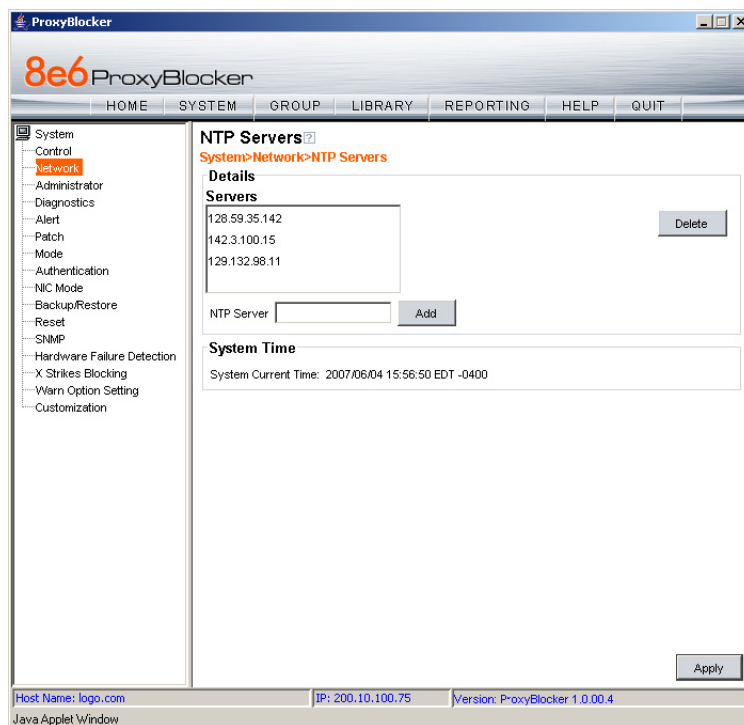 ProxyBlocker
8e6 ProxyBlocker
HOME SYSTEM GROUP LIBRARY REPORTING HELP QUIT
System
Control
Network
Administrator
Diagnostics
Alert
Patch
Mode
Authentication
NIC Mode
Backup/Restore
Reset
SNMP
Hardware Failure Detection
X Strikes Blocking
Warn Option Setting
Customization
NTP Servers ?
System>Network>NTP Servers
Details
Servers
128.59.35.142
142.3.100.15
129.132.98.11
Delete
NTP Server
Add
System Time
System Current Time: 2007/06/04 15:56:50 EDT -0400
Apply
Host Name: logo.com
IP: 200.10.100.75
Version: ProxyBlocker 1.0.00.4
Java Applet Window